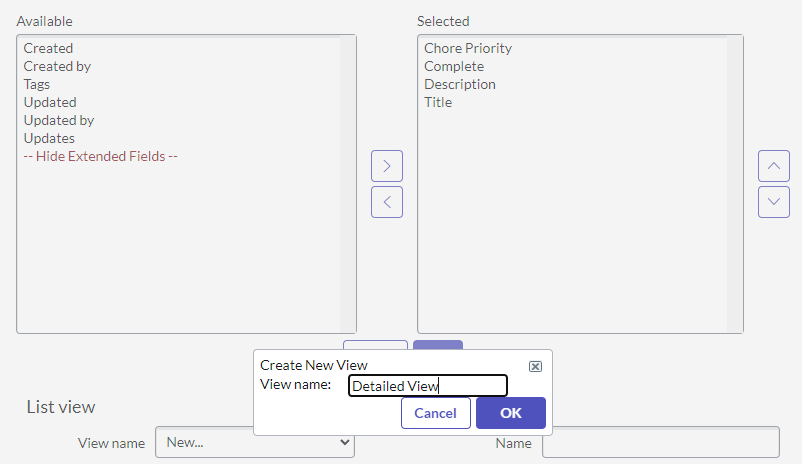 Available
Created
Created by
Tags
Updated
Updated by
Updates
-- Hide Extended Fields --
Selected
Chore Priority
Complete
Description
Title
Create New View
View name:
Detailed View
Cancel
OK
List view
View name
New...
Name